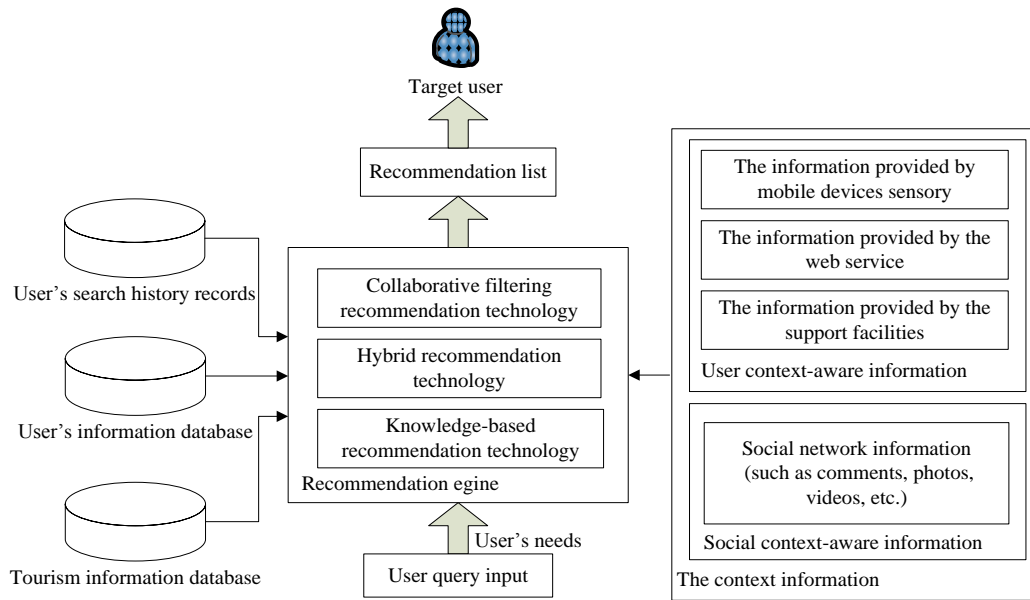 Target user
Recommendation list
User's search history records
User's information database
Tourism information database
Collaborative filtering
recommendation technology
Hybrid recommendation
technology
Knowledge-based
recommendation technology
Recommendation egine
User's needs
User query input
The information provided by
mobile devices sensory
The information provided by the
web service
The information provided by the
support facilities
User context-aware information
Social network information
(such as comments, photos,
videos, etc.)
Social context-aware information
The context information